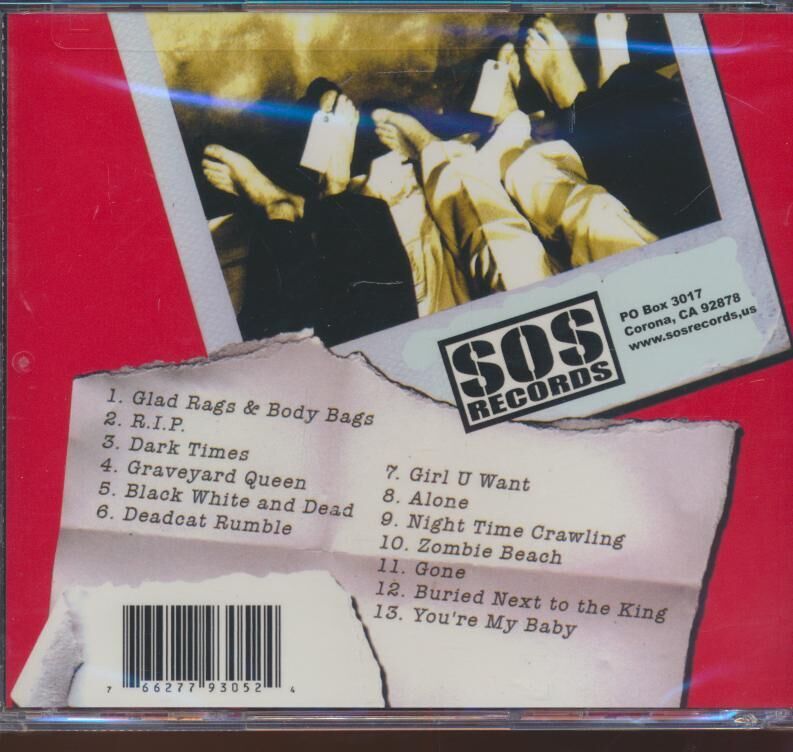 SOS
RECORDS
PO Box 3017
Corona, CA 92878
www.sosrecords,us
1. Glad Rags & Body Bags
2. R.I.P.
3. Dark Times
4. Graveyard Queen
5. Black White and Dead
6. Deadcat Rumble
7. Girl U Want
8. Alone
9. Night Time Crawling
10. Zombie Beach
11. Gone
12. Buried Next to the King
13. You're My Baby
7 66277 93052 4